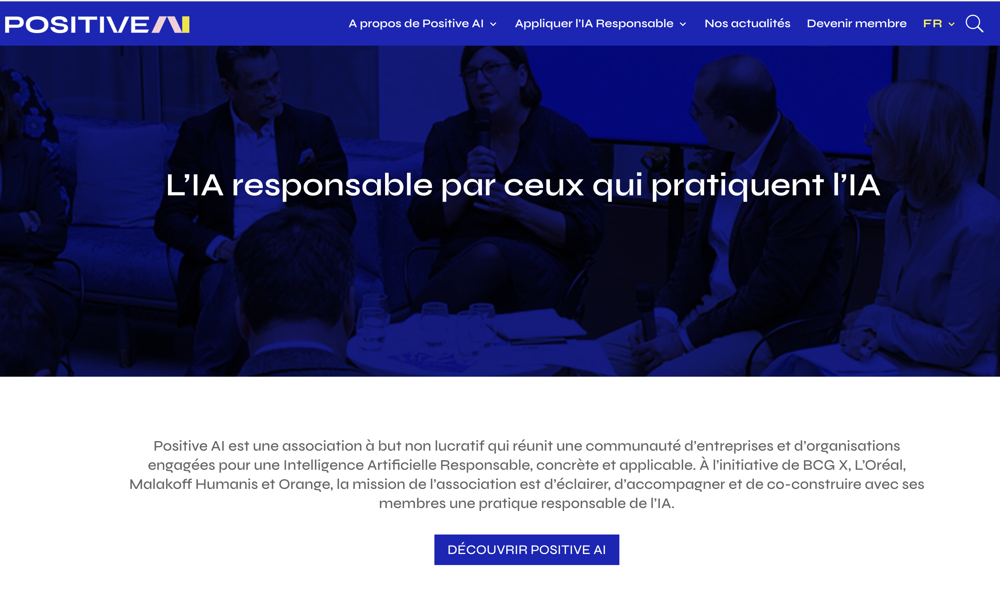 POSITIVEAI
A propos de Positive AI
Appliquer l’IA Responsable
Nos actualités
Devenir membre
FR
L’IA responsable par ceux qui pratiquent l’IA
Positive AI est une association à but non lucratif qui réunit une communauté d’entreprises et d’organisations
engagées pour une Intelligence Artificielle Responsable, concrète et applicable. À l’initiative de BCG X, L’Oréal,
Malakoff Humanis et Orange, la mission de l’association est d’éclairer, d’accompagner et de co-construire avec ses
membres une pratique responsable de l’IA.
DÉCOUVRIR POSITIVE AI